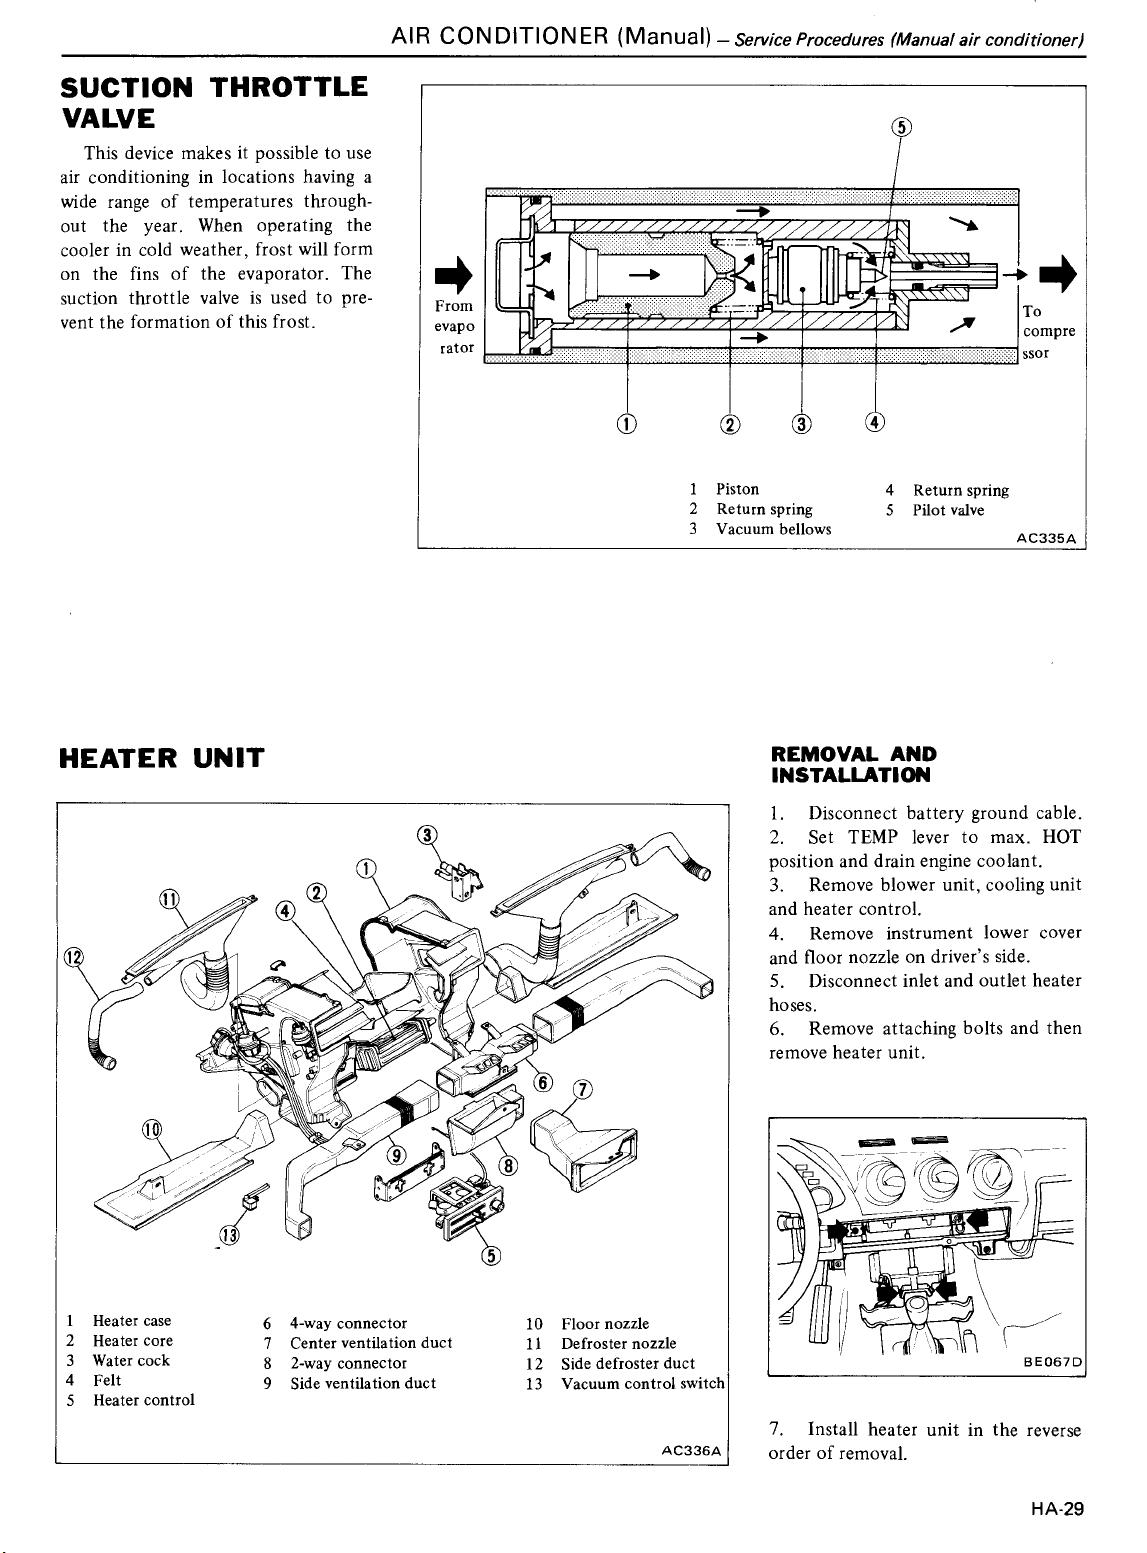 AIR CONDITIONER (Manual) – Service Procedures (Manual air conditioner)
SUCTION THROTTLE
VALVE
This device makes it possible to use
air conditioning in locations having a
wide range of temperatures through-
out the year. When operating the
cooler in cold weather, frost will form
on the fins of the evaporator. The
suction throttle valve is used to pre-
vent the formation of this frost.
5
From
evapo
rator
To
compre
ssor
1 2 3 4
1 Piston
2 Return spring
3 Vacuum bellows
4 Return spring
5 Pilot valve
AC335A
HEATER UNIT
3
1
2
11
4
12
6
7
10
9
8
13
5
1 Heater case
2 Heater core
3 Water cock
4 Felt
5 Heater control
6 4-way connector
7 Center ventilation duct
8 2-way connector
9 Side ventilation duct
10 Floor nozzle
11 Defroster nozzle
12 Side defroster duct
13 Vacuum control switch
AC336A
REMOVAL AND
INSTALLATION
1. Disconnect battery ground cable.
2. Set TEMP lever to max. HOT
position and drain engine coolant.
3. Remove blower unit, cooling unit
and heater control.
4. Remove instrument lower cover
and floor nozzle on driver's side.
5. Disconnect inlet and outlet heater
hoses.
6. Remove attaching bolts and then
remove heater unit.
BE067D
7. Install heater unit in the reverse
order of removal.
HA-29